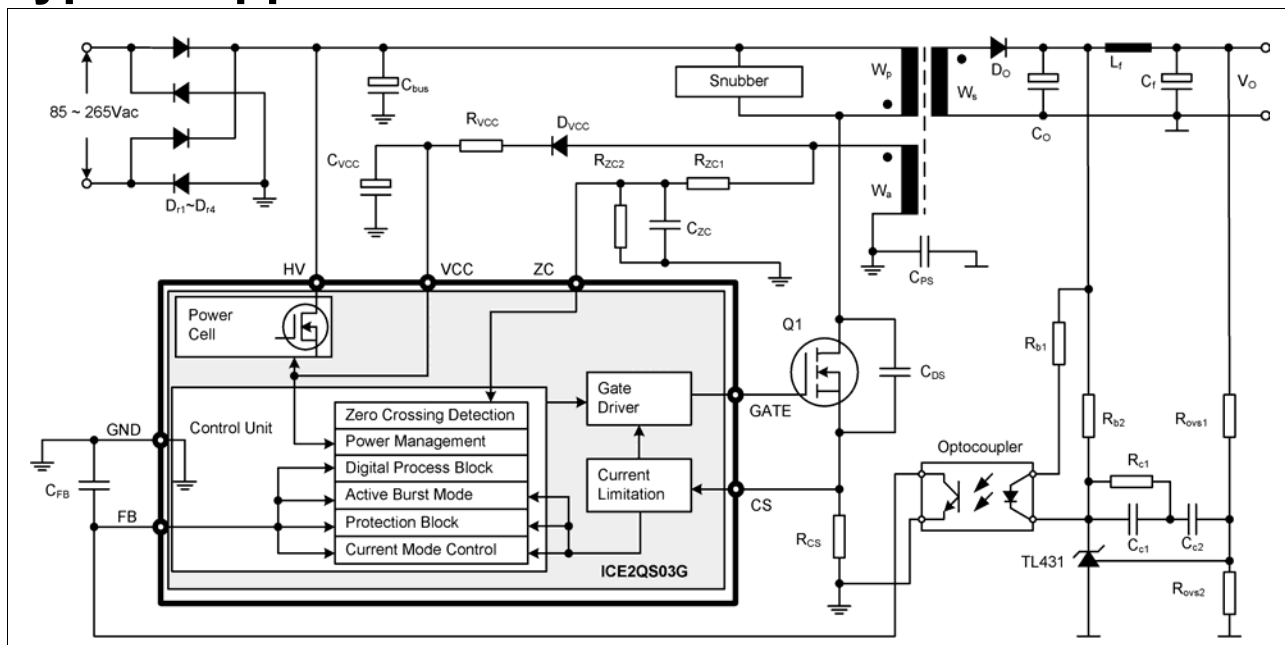 Snubber
Wp
Ws
DO
Lf
Cf
VO
CO
Cbus
85 ~ 265Vac
RVCC
DVCC
CVCC
RZC2
RZC1
Wa
CZC
Dr1~Dr4
CPS
HV
VCC
ZC
Power
Cell
Q1
Rb1
CDS
Gate
Driver
GATE
Zero Crossing Detection
Control Unit
Power Management
GND
Digital Process Block
Active Burst Mode
Protection Block
Current Mode Control
Current
Limitation
CS
CFB
FB
Optocoupler
Rb2
Rovs1
Rc1
Cc1
Cc2
RCS
TL431
Rovs2
ICE2QS03G